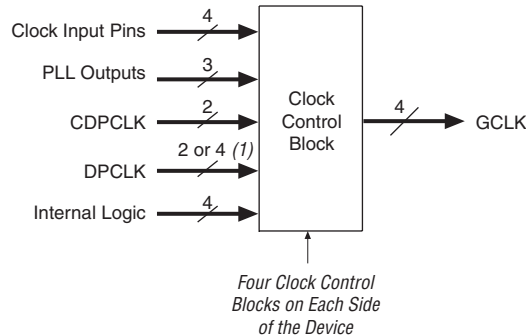 Clock Input Pins
4
PLL Outputs
3
CDPCLK
2
DPCLK
2 or 4 (1)
Internal Logic
4
Clock
Control
Block
4
GCLK
Four Clock Control
Blocks on Each Side
of the Device